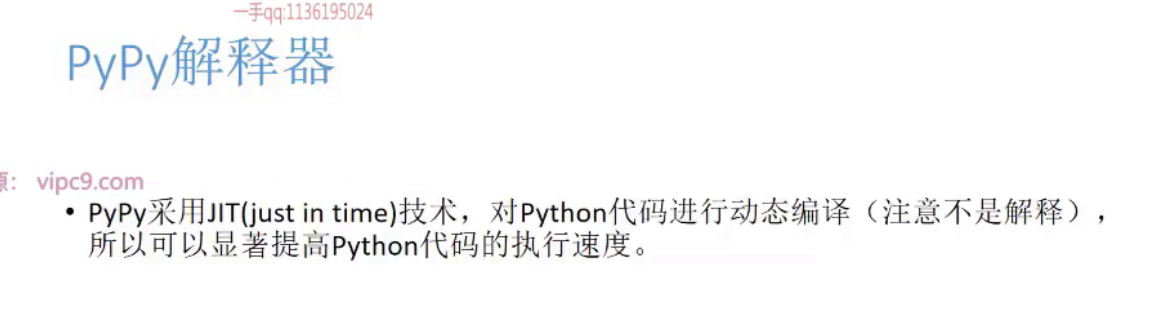 一手qq:1136195024
PyPy解释器
源： vipc9.com
• PyPy采用JIT(just in time)技术，对Python代码进行动态编译（注意不是解释），
所以可以显著提高Python代码的执行速度。